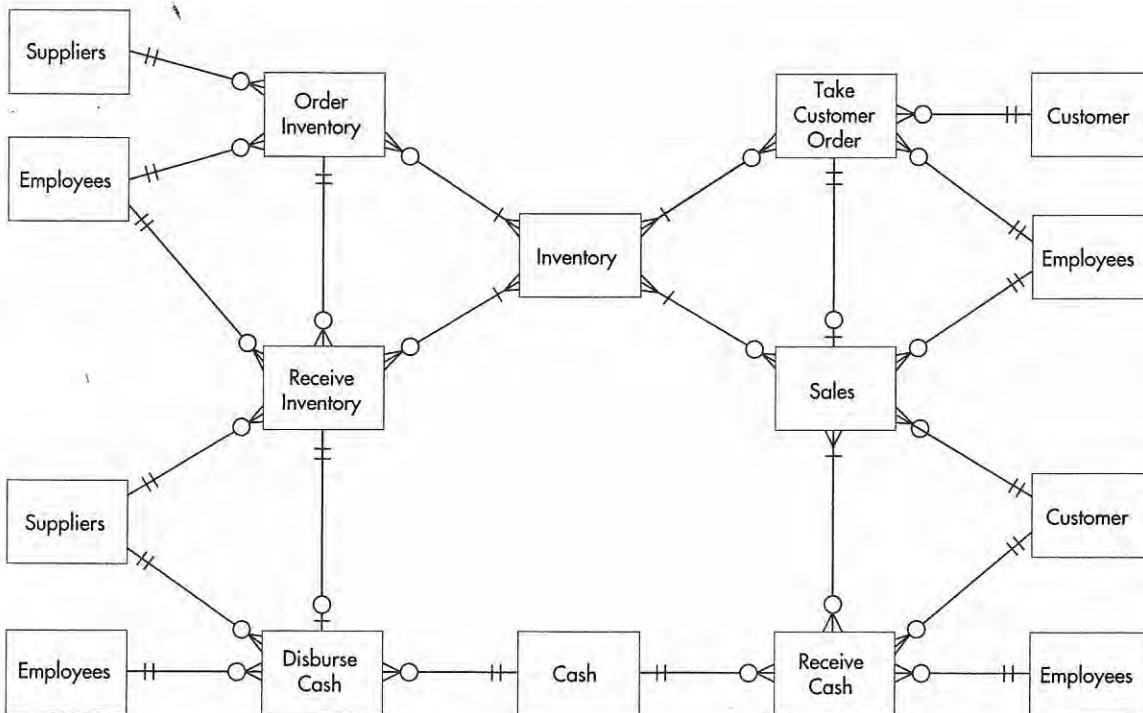 Suppliers
Order
Inventory
Take
Customer
Order
Customer
Employees
Inventory
Employees
Receive
Inventory
Sales
Suppliers
Customer
Employees
Disburse
Cash
Cash
Receive
Cash
Employees